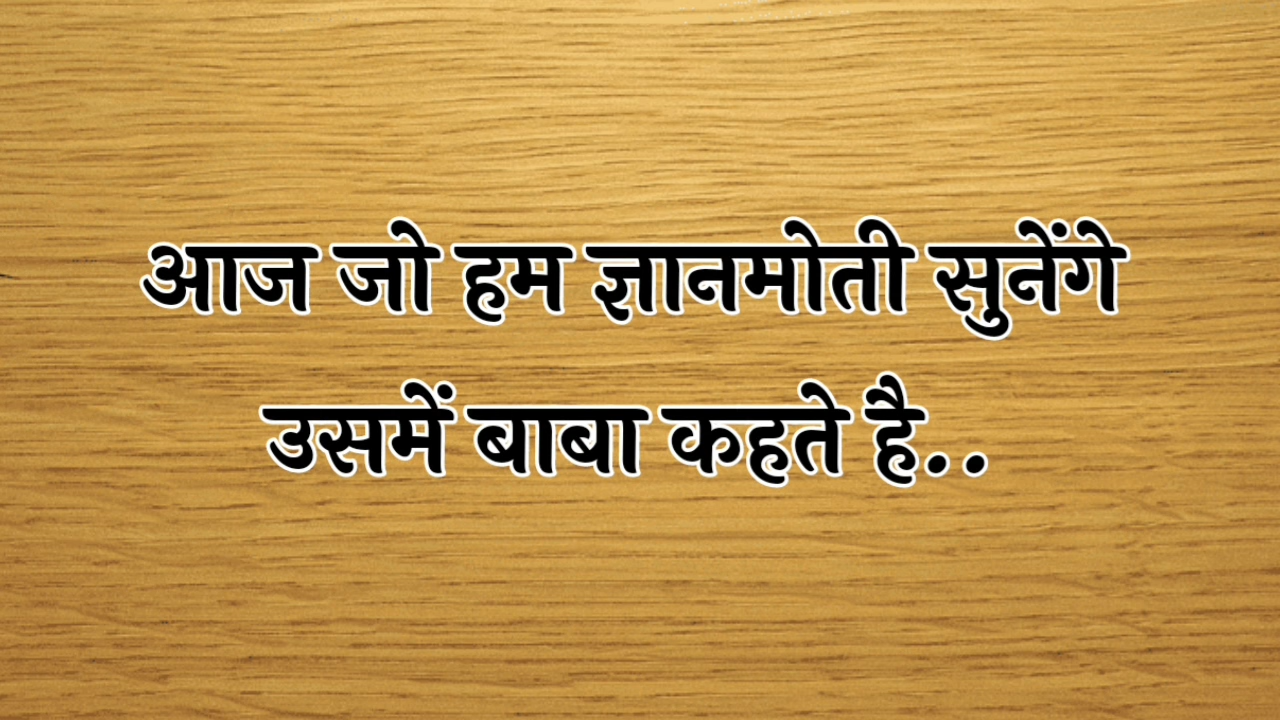 आज जो हम ज्ञानमोती सुनेंगे
उसमें बाबा कहते है..